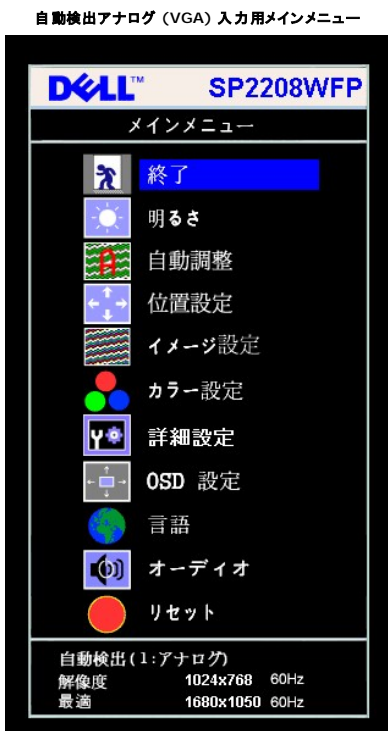 自動検出アナログ (VGA) 入力用メインメニュー
DELL™ SP2208WFP
メインメニュー
終了
明るさ
自動調整
位置設定
イメージ設定
カラー設定
詳細設定
OSD 設定
言語
オーディオ
リセット
自動検出(1:アナログ)
解像度 1024x768 60Hz
最適 1680x1050 60Hz